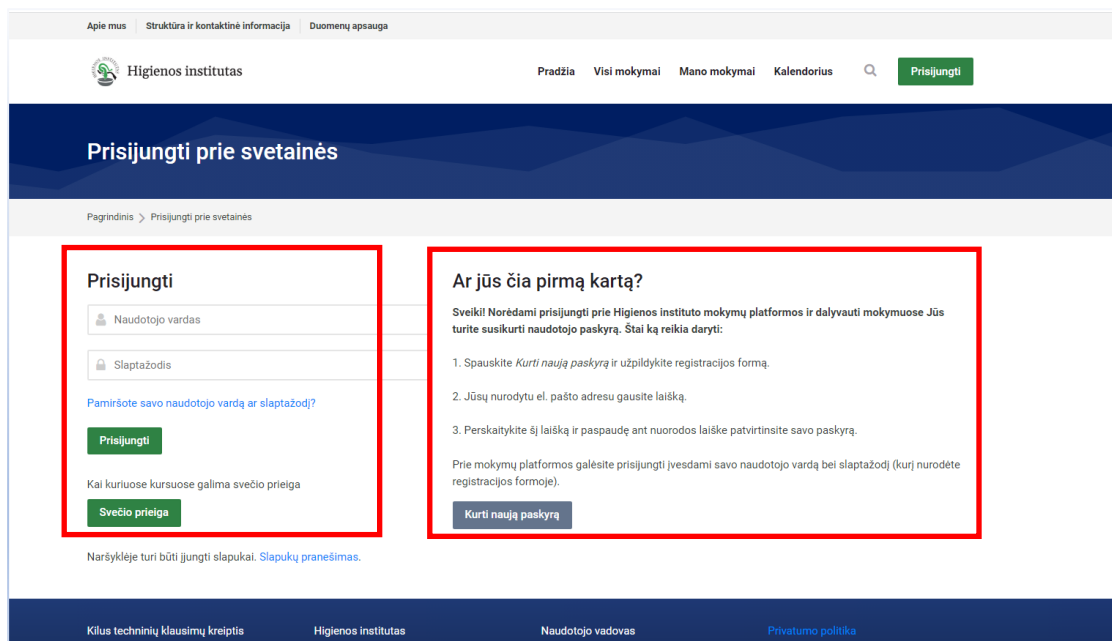 Apie mus
Struktūra ir kontaktinė informacija
Duomenų apsauga
Higienos institutas
Pradžia
Visi mokymai
Mano mokymai
Kalendorius
Prisijungti
Prisijungti prie svetainės
Pagrindinis
Prisijungti prie svetainės
Prisijungti
Naudotojo vardas
Slaptažodis
Pamiršote savo naudotojo vardą ar slaptažodį?
Prisijungti
Kai kuriuose kursuose galima svečio prieiga
Svečio prieiga
Naršyklėje turi būti įjungti slapukai. Slapukų pranešimas.
Ar jūs čia pirmą kartą?
Sveiki! Norėdami prisijungti prie Higienos instituto mokymų platformos ir dalyvauti mokymuose Jūs
turite susikurti naudotojo paskyrą. Štai ką reikia daryti:
1. Spauskite Kurti naują paskyrą ir užpildykite registracijos formą.
2. Jūsų nurodytu el. pašto adresu gausite laišką.
3. Perskaitykite šį laišką ir paspaudę ant nuorodos laiške patvirtinsite savo paskyrą.
Prie mokymų platformos galėsite prisijungti įvesdami savo naudotojo vardą bei slaptažodį (kurį nurodėte
registracijos formoje).
Kurti naują paskyrą
Kilus techninių klausimų kreiptis
Higienos institutas
Naudotojo vadovas
Privatumo politika